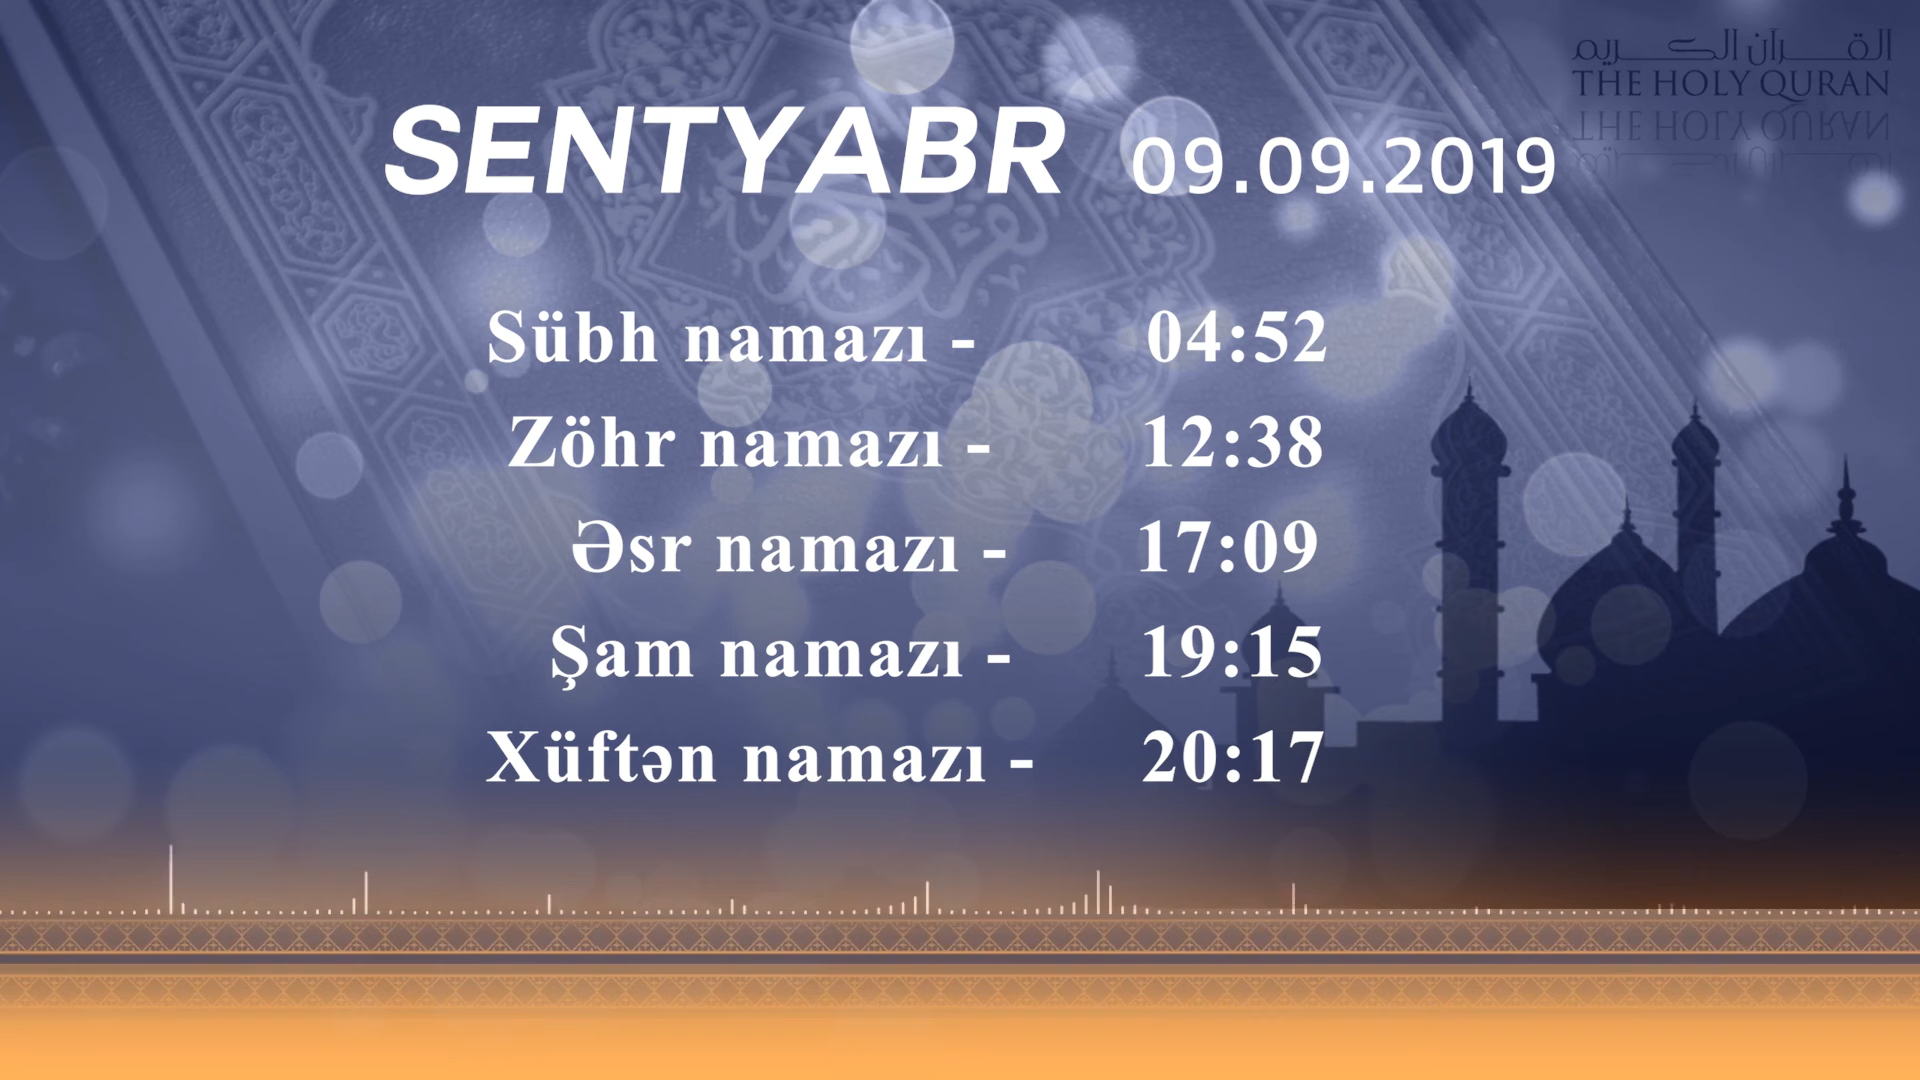 القرآن الكريم
THE HOLY QURAN
SENTYABR 09.09.2019
Sübh namazı - 04:52
Zöhr namazı - 12:38
Əsr namazı - 17:09
Şam namazı - 19:15
Xüftən namazı - 20:17